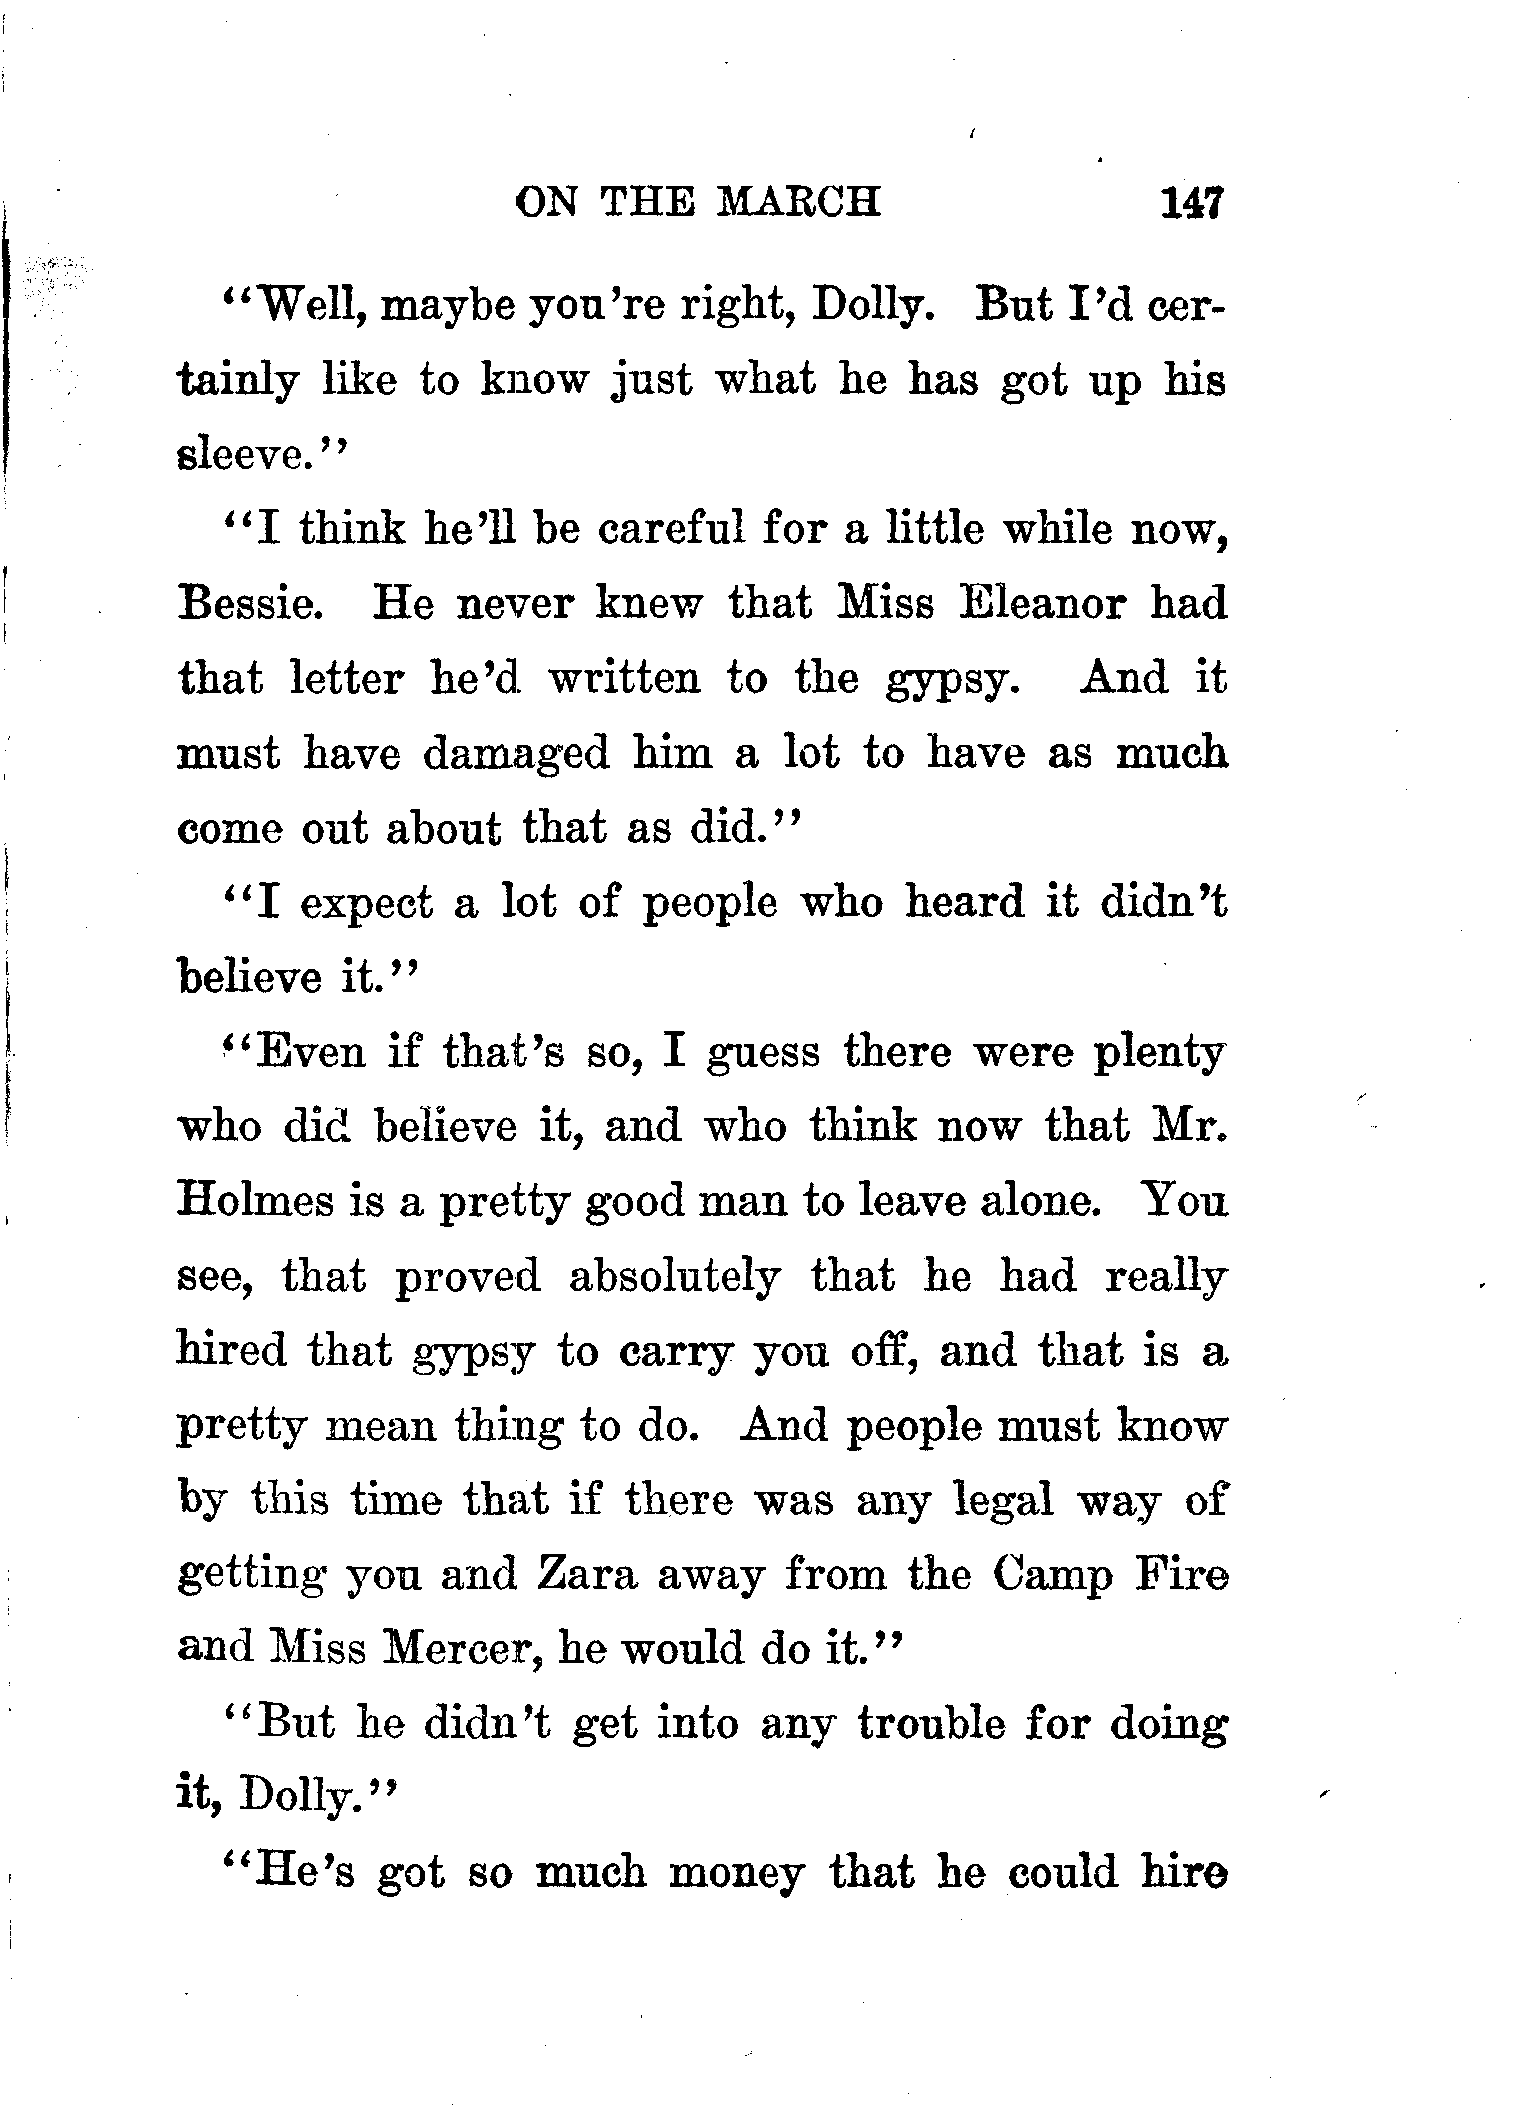 ON THE MARCH 147
"Well, maybe you're right, Dolly. But I'd cer-
tainly like to know just what he has got up his
sleeve."
"I think he'll be careful for a little while now,
Bessie. He never knew that Miss Eleanor had
that letter he'd written to the gypsy. And it
must have damaged him a lot to have as much
come out about that as did."
"I expect a lot of people who heard it didn't
believe it."
"Even if that's so, I guess there were plenty
who did believe it, and who think now that Mr.
Holmes is a pretty good man to leave alone. You
see, that proved absolutely that he had really
hired that gypsy to carry you off, and that is a
pretty mean thing to do. And people must know
by this time that if there was any legal way of
getting you and Zara away from the Camp Fire
and Miss Mercer, he would do it."
"But he didn't get into any trouble for doing
it, Dolly."
"He's got so much money that he could hire